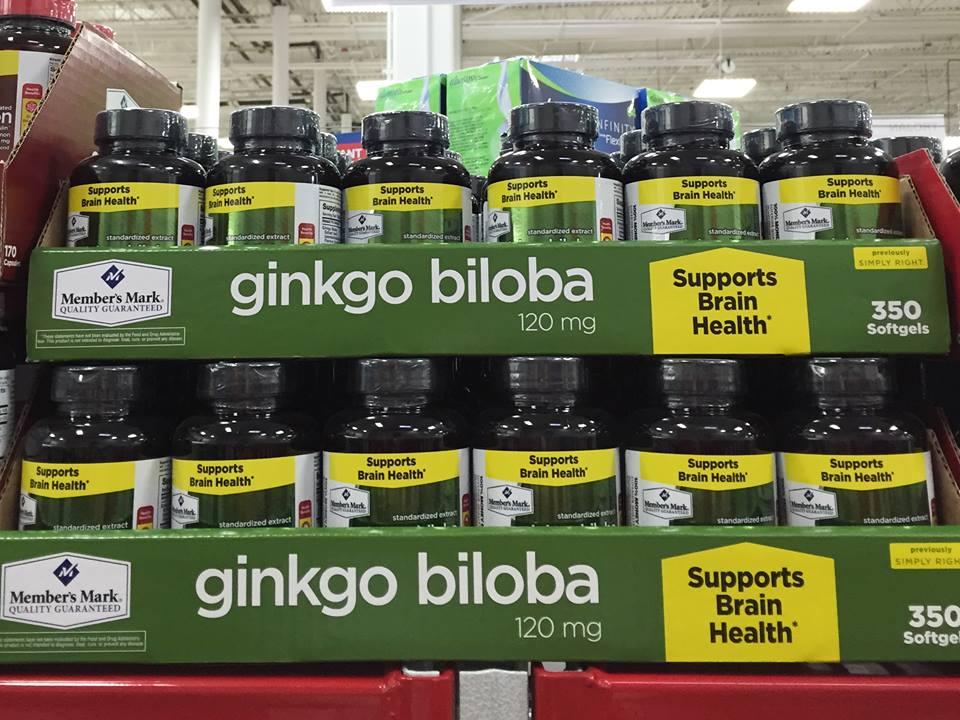 170
Supports
Brain Health*
standardized extract
Supports
Brain Health*
standardized extract
Supports
Brain Health*
Member's Mark.
standardized extract
Supports
Brain Health*
Member's Mark.
standardized extract
Supports
Brain Health*
Member's Mark.
standardized extract
Supports
Brain Health*
Member's Mark.
standardized
Member's Mark.
QUALITY GUARANTEED
ginkgo biloba
120 mg
Supports
Brain
Health*
previously
SIMPLY RIGHT
350
Softgels
Supports
Brain Health*
standardized extract
Supports
Brain Health*
Member's Mark.
standardized extract
Supports
Brain Health*
Member's Mark.
standardized extract
Supports
Brain Health*
Member's Mark.
standardized extract
Supports
Brain Health*
Member's Mark.
standardized extract
Supports
Brain Health*
Member's Mark.
standardized extract
Member's Mark.
QUALITY GUARANTEED
ginkgo biloba
120 mg
Supports
Brain
Health*
previously
SIMPLY RIGH
350
Softge